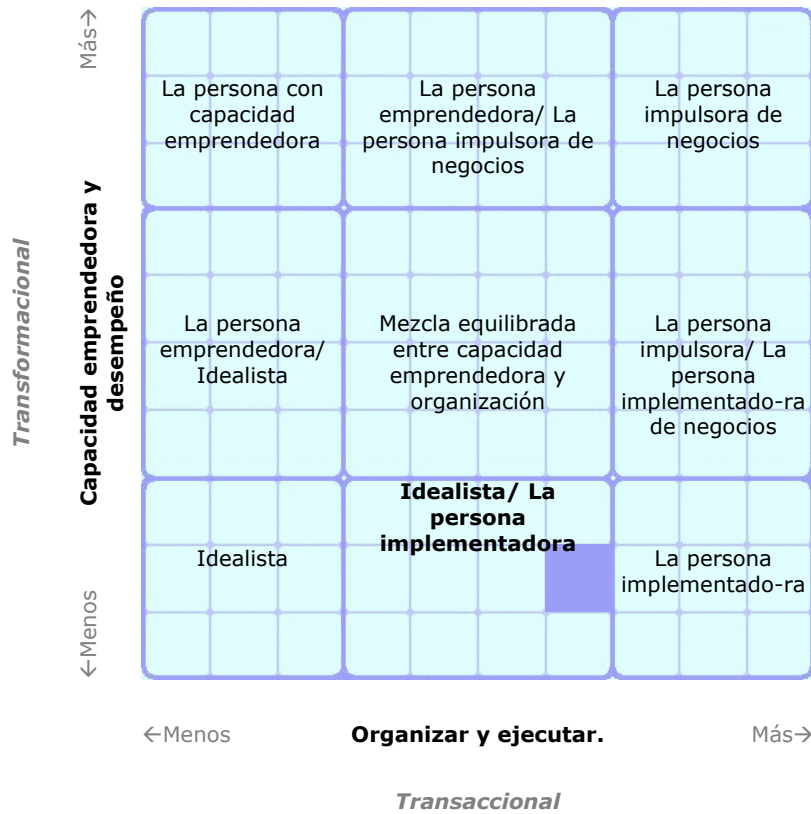 Más→
La persona con
capacidad
emprendedora
La persona
emprendedora/ La
persona impulsora de
negocios
La persona
impulsora de
negocios
Transformacional
Capacidad emprendedora y
desempeño
La persona
emprendedora/
Idealista
Mezcla equilibrada
entre capacidad
emprendedora y
organización
La persona
impulsora/ La
persona
implementado-ra
de negocios
Idealista
Idealista/ La
persona
implementadora
La persona
implementado-ra
←Menos
←Menos
Organizar y ejecutar.
Más→
Transaccional